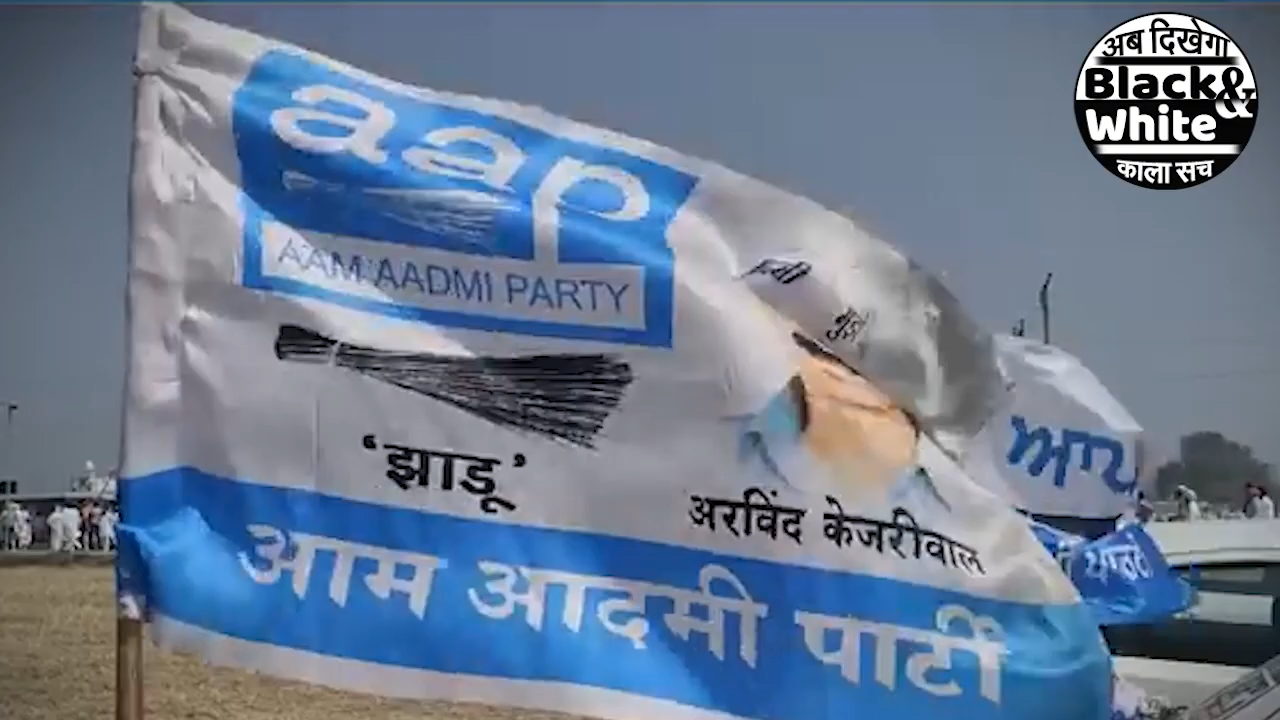 अब दिखेगा
Black &
White
काला सच
aap
AAM AADMI PARTY
'झाडू'
अरविंद केजरीवाल
आम आदमी पार्टी